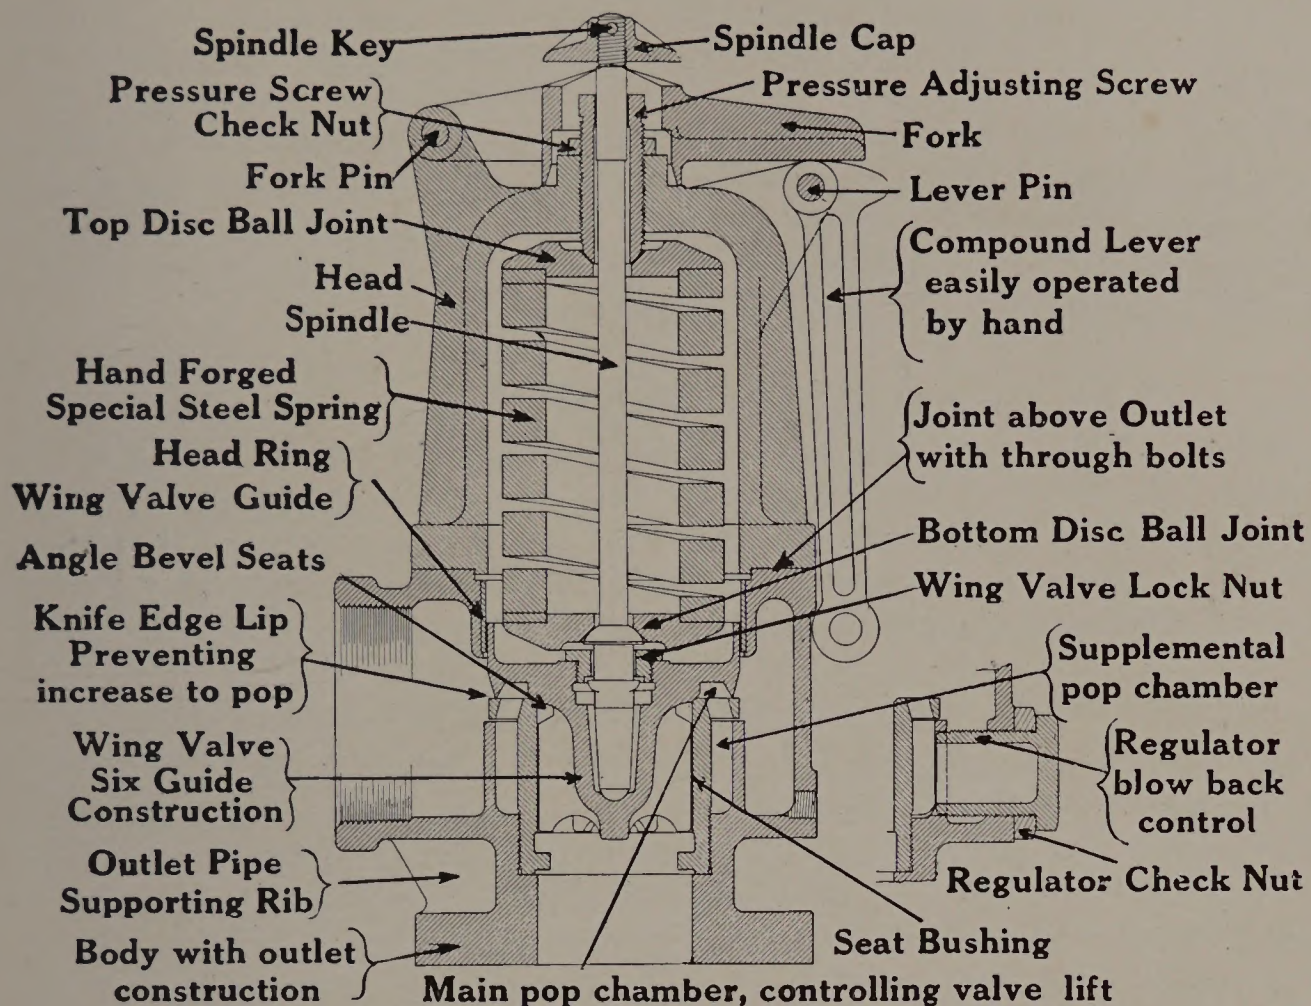 Spindle Key
Spindle Cap
Pressure Screw
Check Nut
Pressure Adjusting Screw
Fork
Fork Pin
Lever Pin
Top Disc Ball Joint
Compound Lever
easily operated
by hand
Head
Spindle
Hand Forged
Special Steel Spring
Joint above Outlet
with through bolts
Head Ring
Wing Valve Guide
Bottom Disc Ball Joint
Angle Bevel Seats
Wing Valve Lock Nut
Knife Edge Lip
Preventing
increase to pop
Supplemental
pop chamber
Wing Valve
Six Guide
Construction
Regulator
blow back
control
Outlet Pipe
Supporting Rib
Regulator Check Nut
Body with outlet
construction
Seat Bushing
Main pop chamber, controlling valve lift